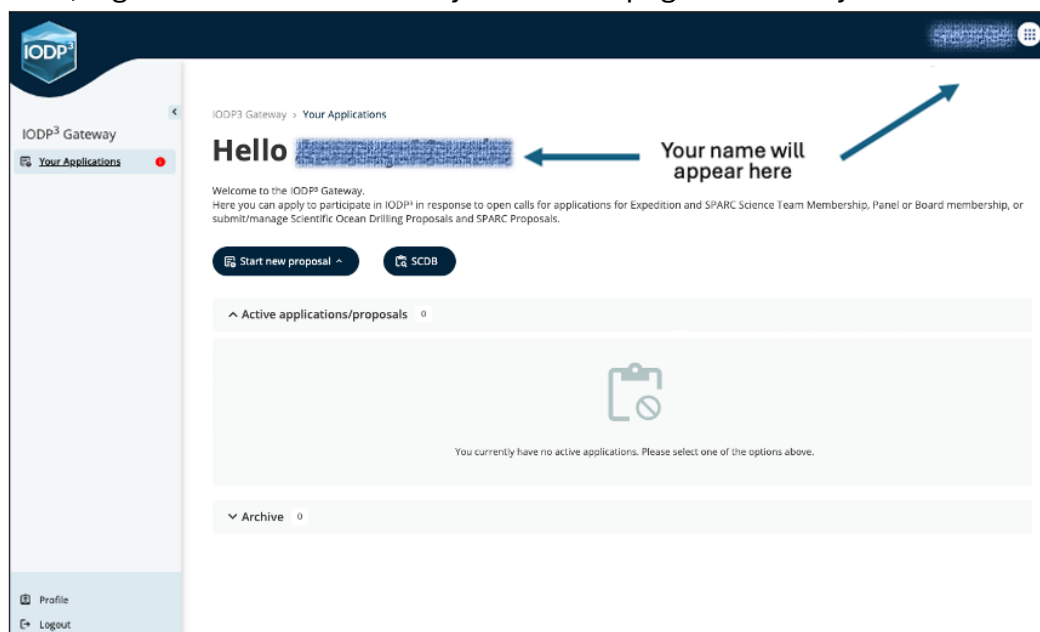 IODP³
IODP³ Gateway
Your Applications
IODP3 Gateway › Your Applications
Hello
Your name will
appear here
Welcome to the IODP³ Gateway.
Here you can apply to participate in IODP³ in response to open calls for applications for Expedition and SPARC Science Team Membership, Panel or Board membership, or
submit/manage Scientific Ocean Drilling Proposals and SPARC Proposals.
Start new proposal
SCDB
Active applications/proposals 0
You currently have no active applications. Please select one of the options above.
Archive 0
Profile
Logout